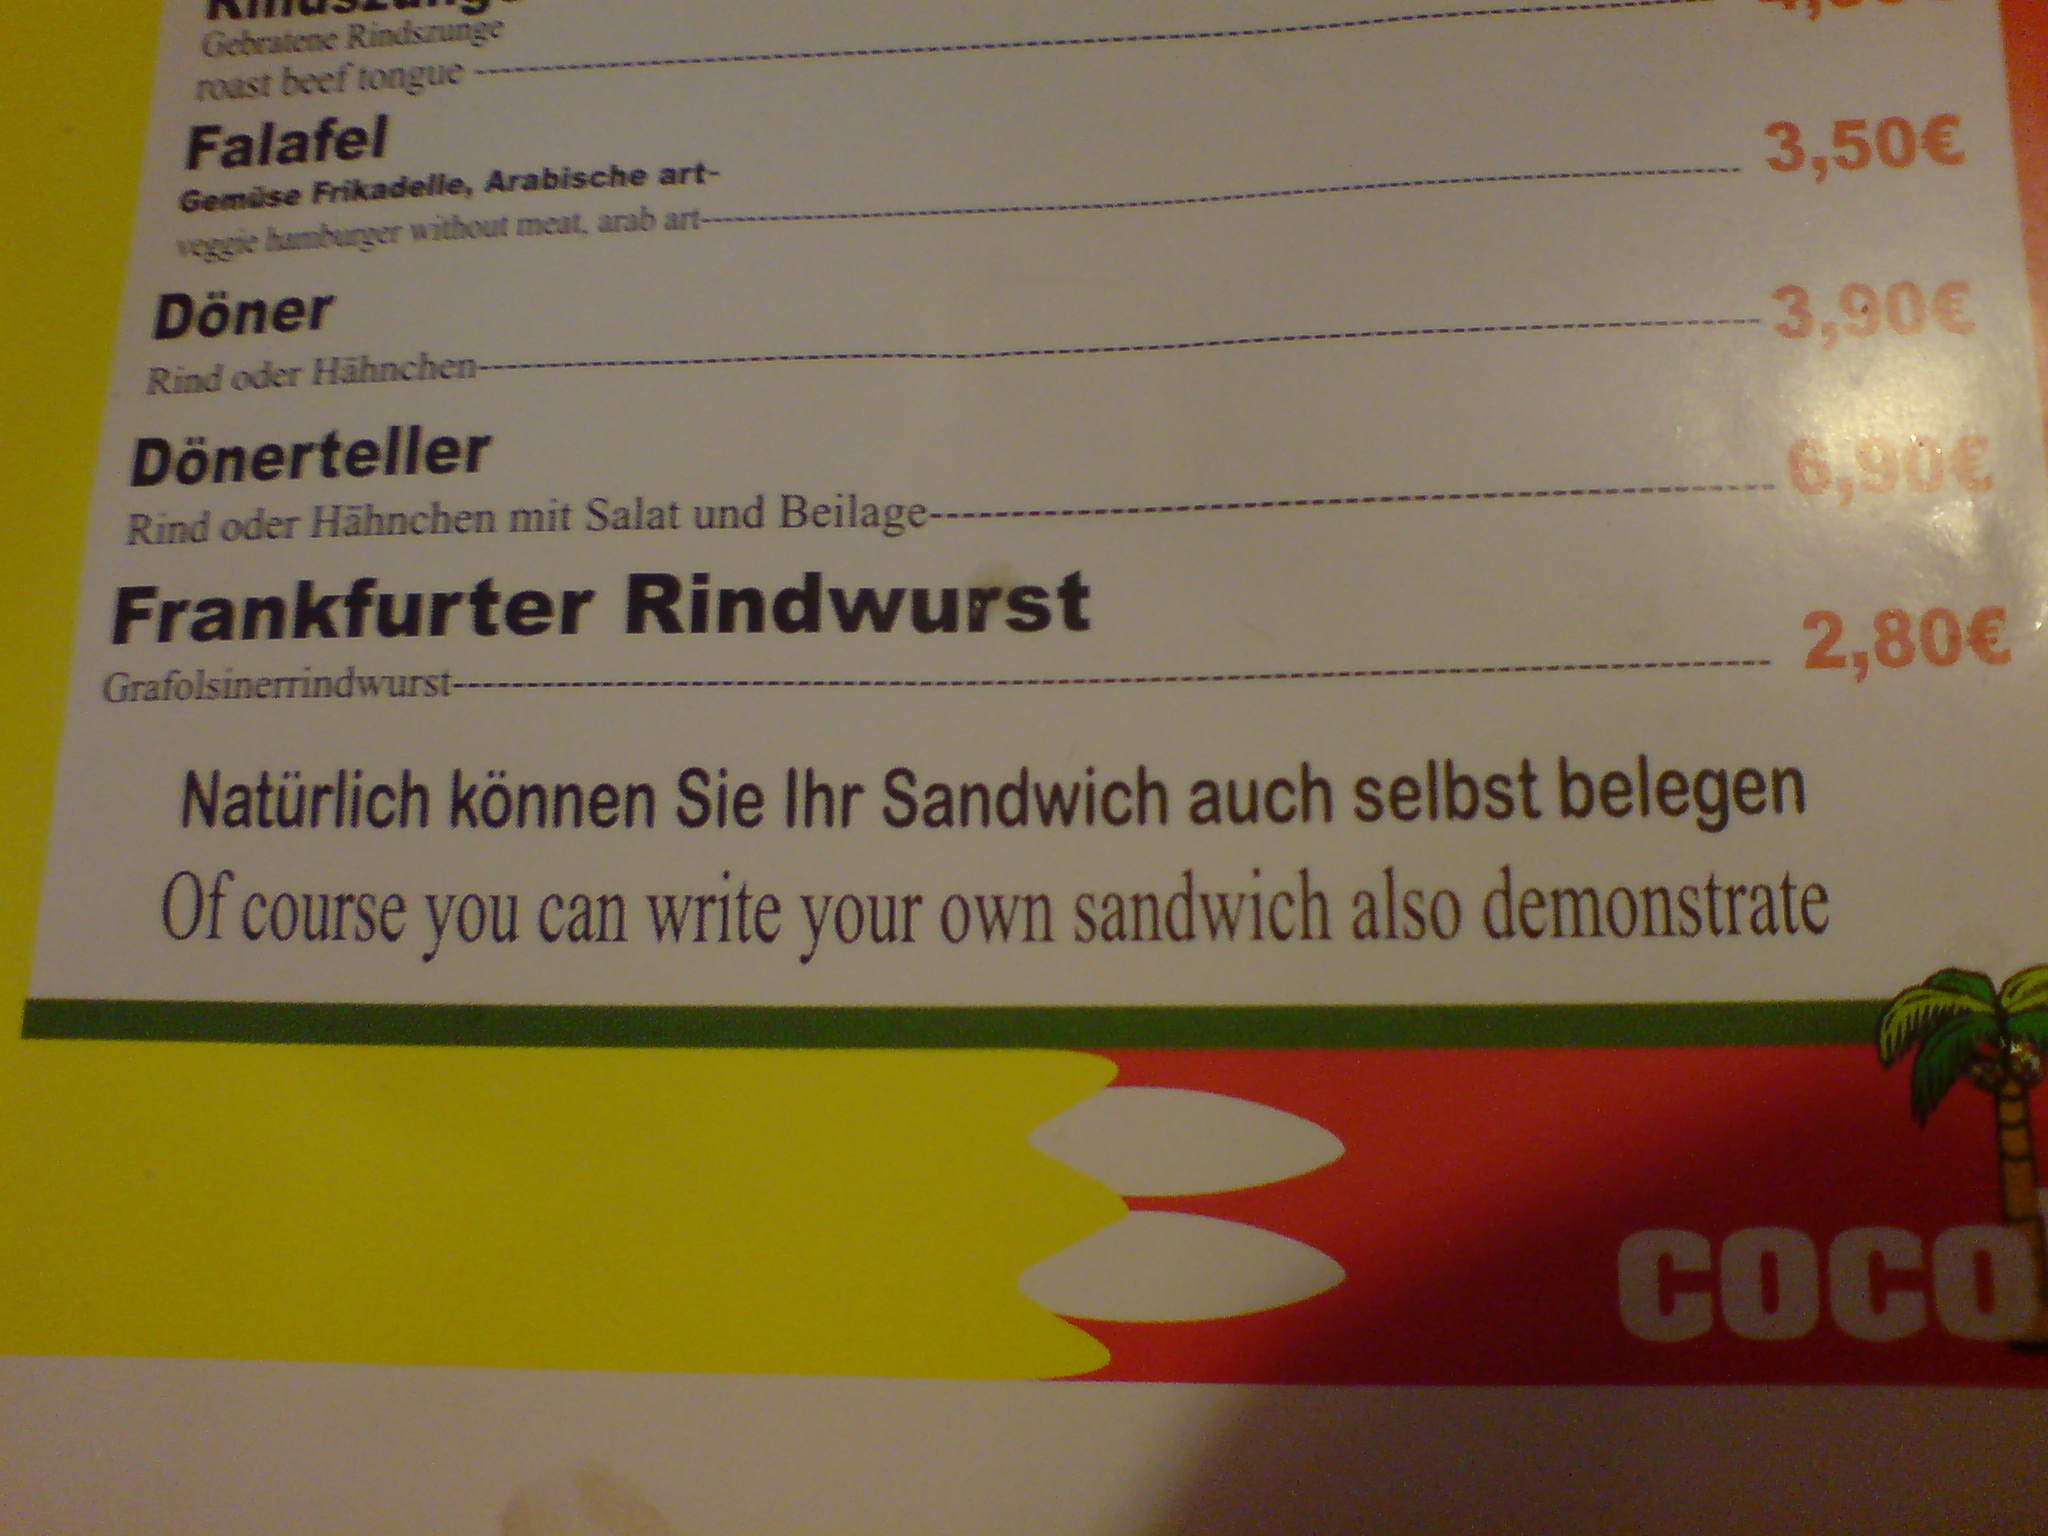 Gebratene Rindszunge
roast beef tongue
Falafel
Gemüse Frikadelle, Arabische art-
veggie hamburger without meat, arab art
3,50€
Döner
Rind oder Hähnchen
3,90€
Dönerteller
Rind oder Hähnchen mit Salat und Beilage
6,90€
Frankfurter Rindwurst
Grafolsinerrindwurst
2,80€
Natürlich können Sie Ihr Sandwich auch selbst belegen
Of course you can write your own sandwich also demonstrate
COCO